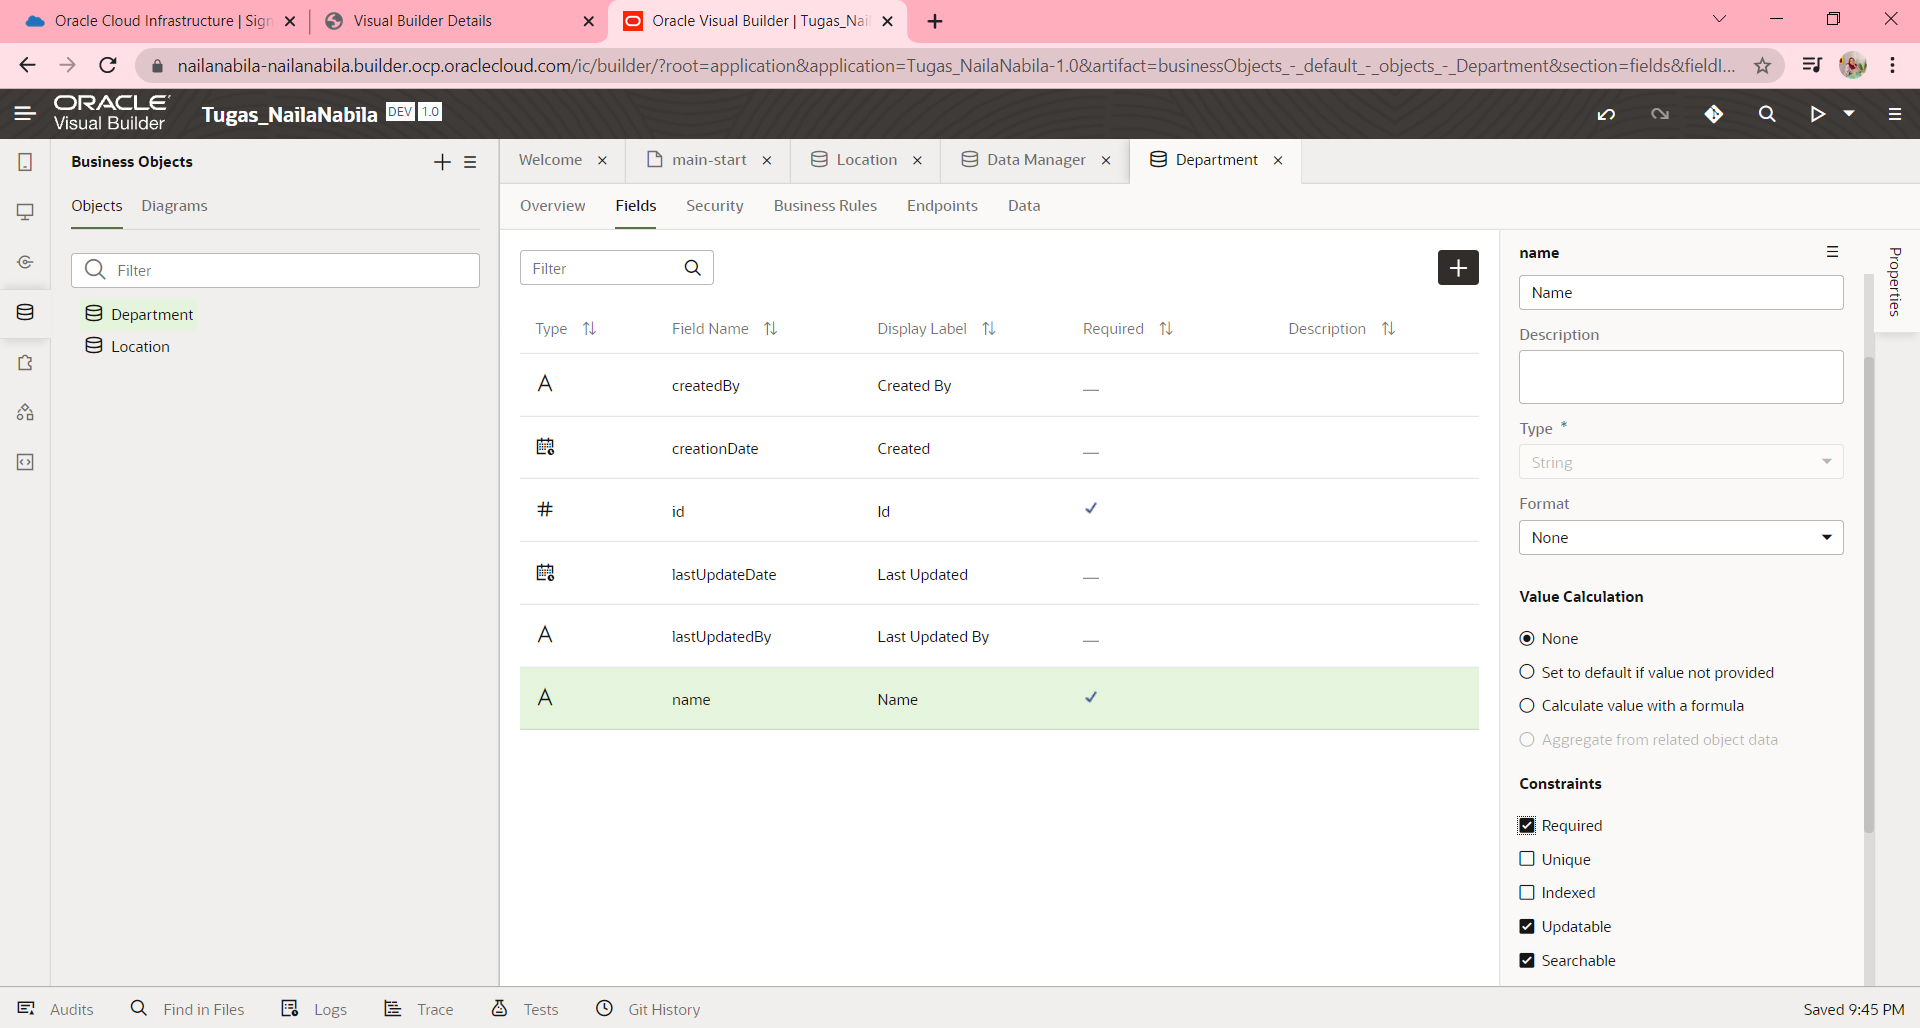 Oracle Cloud Infrastructure | Sign
Visual Builder Details
Oracle Visual Builder | Tugas_Nail
nailanabila-nailanabila.builder.ocp.oraclecloud.com/ic/builder/?root=application&application=Tugas_NailaNabila-1.0&artifact=businessObjects_-_default_-_objects_-_Department&section=fields&fieldI...
ORACLE
Visual Builder
Tugas_NailaNabila DEV 1.0
Business Objects
Objects Diagrams
Filter
Department
Location
Welcome
main-start
Location
Data Manager
Department
Overview Fields Security Business Rules Endpoints Data
Filter
Type Field Name Display Label Required Description
A createdBy Created By
creationDate Created
# id Id
lastUpdateDate Last Updated
A lastUpdatedBy Last Updated By
A name Name
name
Name
Description
Type *
String
Format
None
Value Calculation
None
Set to default if value not provided
Calculate value with a formula
Aggregate from related object data
Constraints
Required
Unique
Indexed
Updatable
Searchable
Properties
Audits Find in Files Logs Trace Tests Git History
Saved 9:45 PM